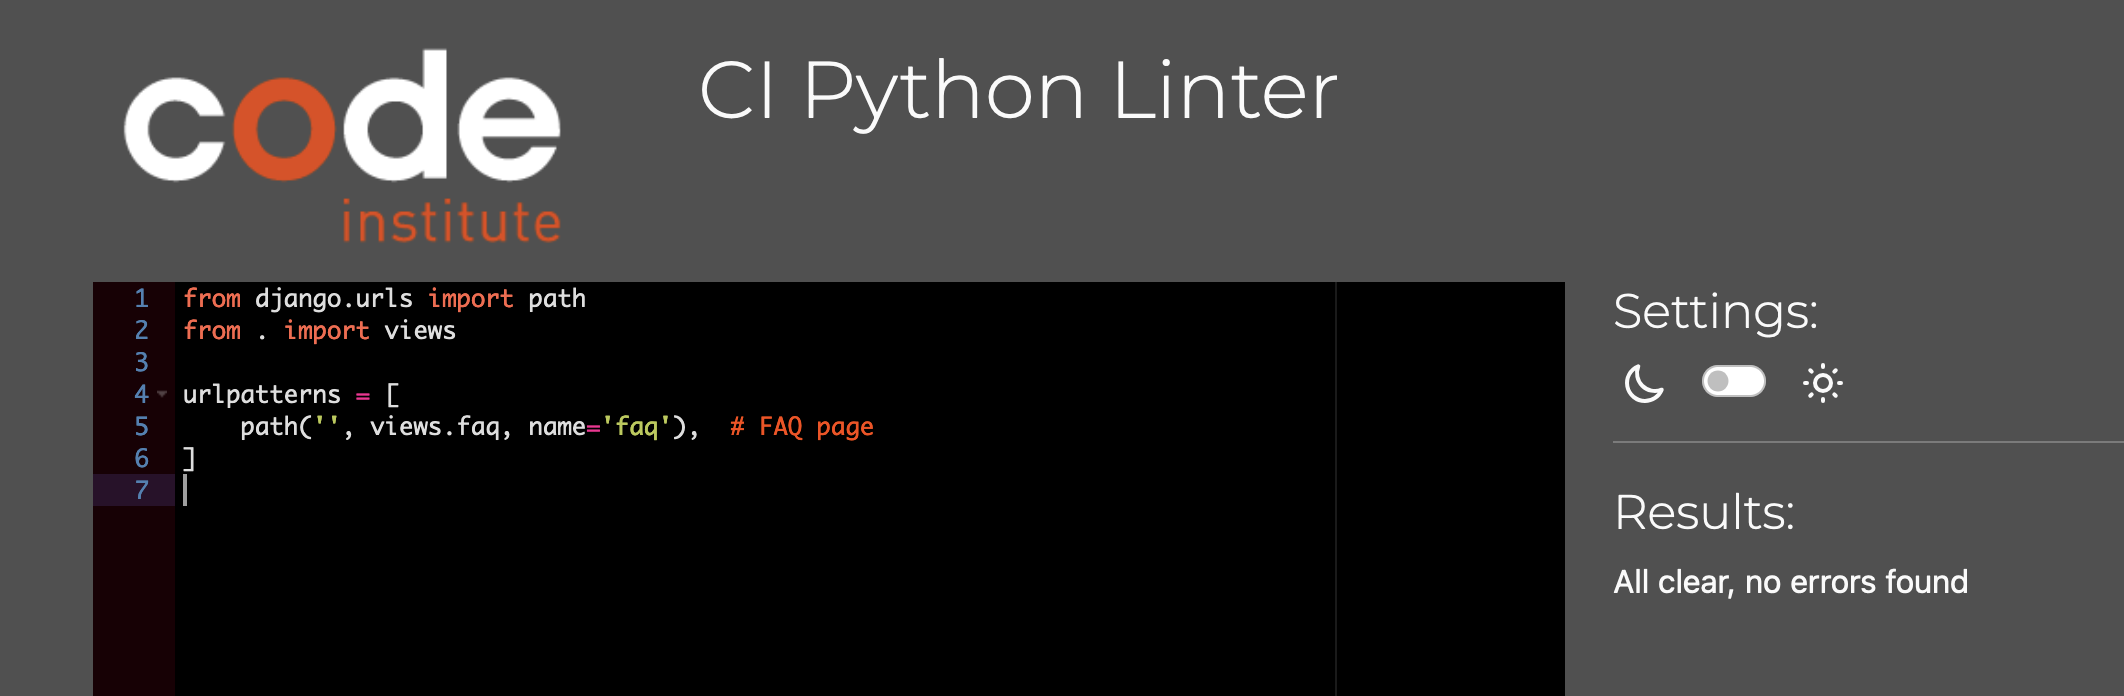 code
institute
CI Python Linter
1 from django.urls import path
2 from . import views
3
4 urlpatterns = [
5     path('', views.faq, name='faq'),  # FAQ page
6 ]
7
Settings:
Results:
All clear, no errors found